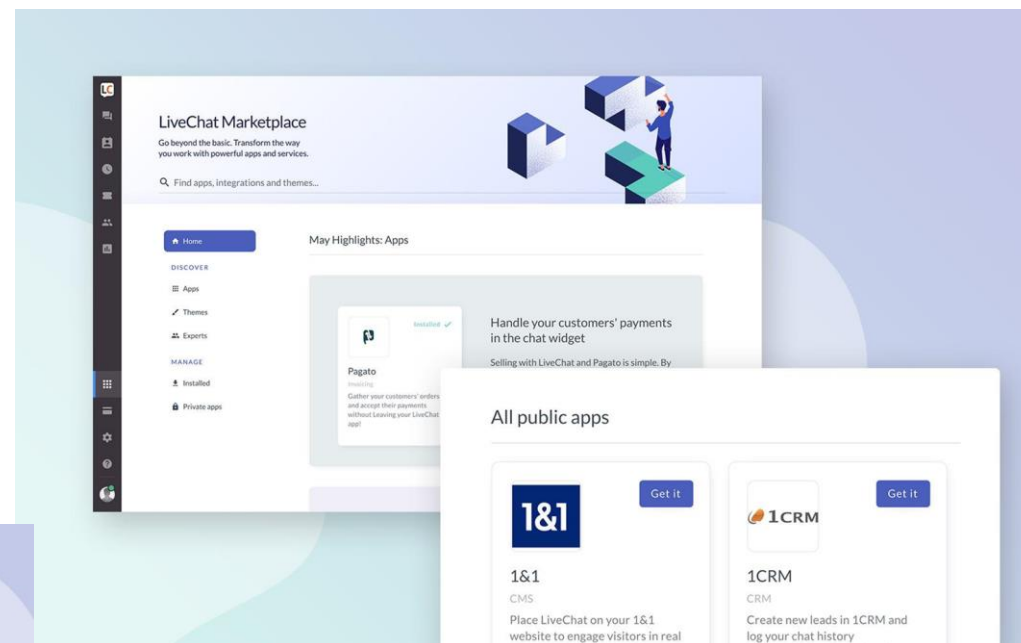 LC
LiveChat Marketplace
Go beyond the basic. Transform the way
you work with powerful apps and services.
Find apps, integrations and themes...
Home
DISCOVER
Apps
Themes
Experts
MANAGE
Installed
Private apps
May Highlights: Apps
Installed
Pagato
Invoicing
Gather your customers' orders
and accept their payments
without Leaving your LiveChat
app!
Handle your customers' payments
in the chat widget
Selling with LiveChat and Pagato is simple. By
All public apps
1&1
Get it
1&1
CMS
Place LiveChat on your 1&1
website to engage visitors in real
1CRM
Get it
1CRM
CRM
Create new leads in 1CRM and
log your chat history